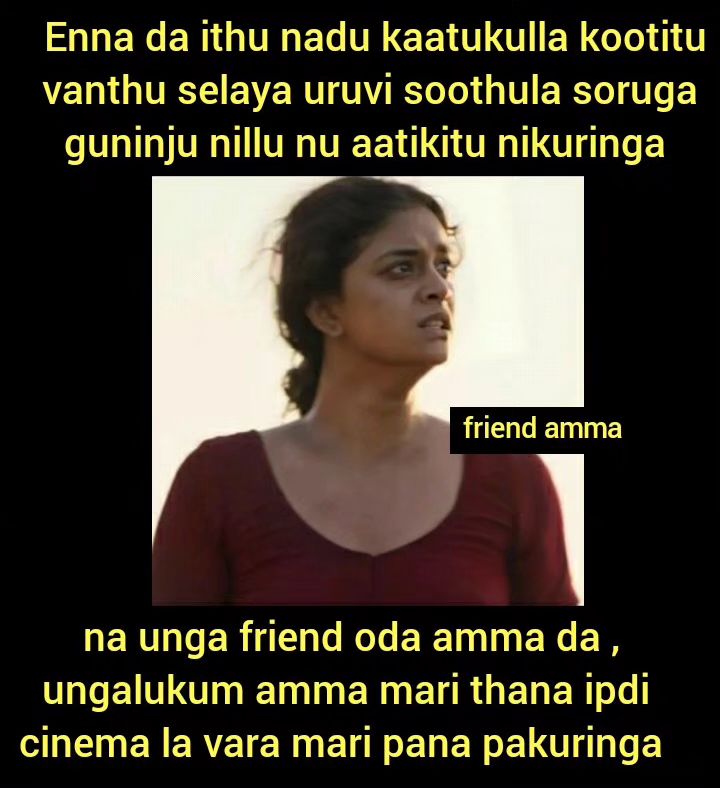 Enna da ithu nadu kaatukulla kootitu
vanthu selaya uruvi soothula soruga
guninju nillu nu aatikitu nikuringa
friend amma
na unga friend oda amma da ,
ungalukum amma mari thana ipdi
cinema la vara mari pana pakuringa